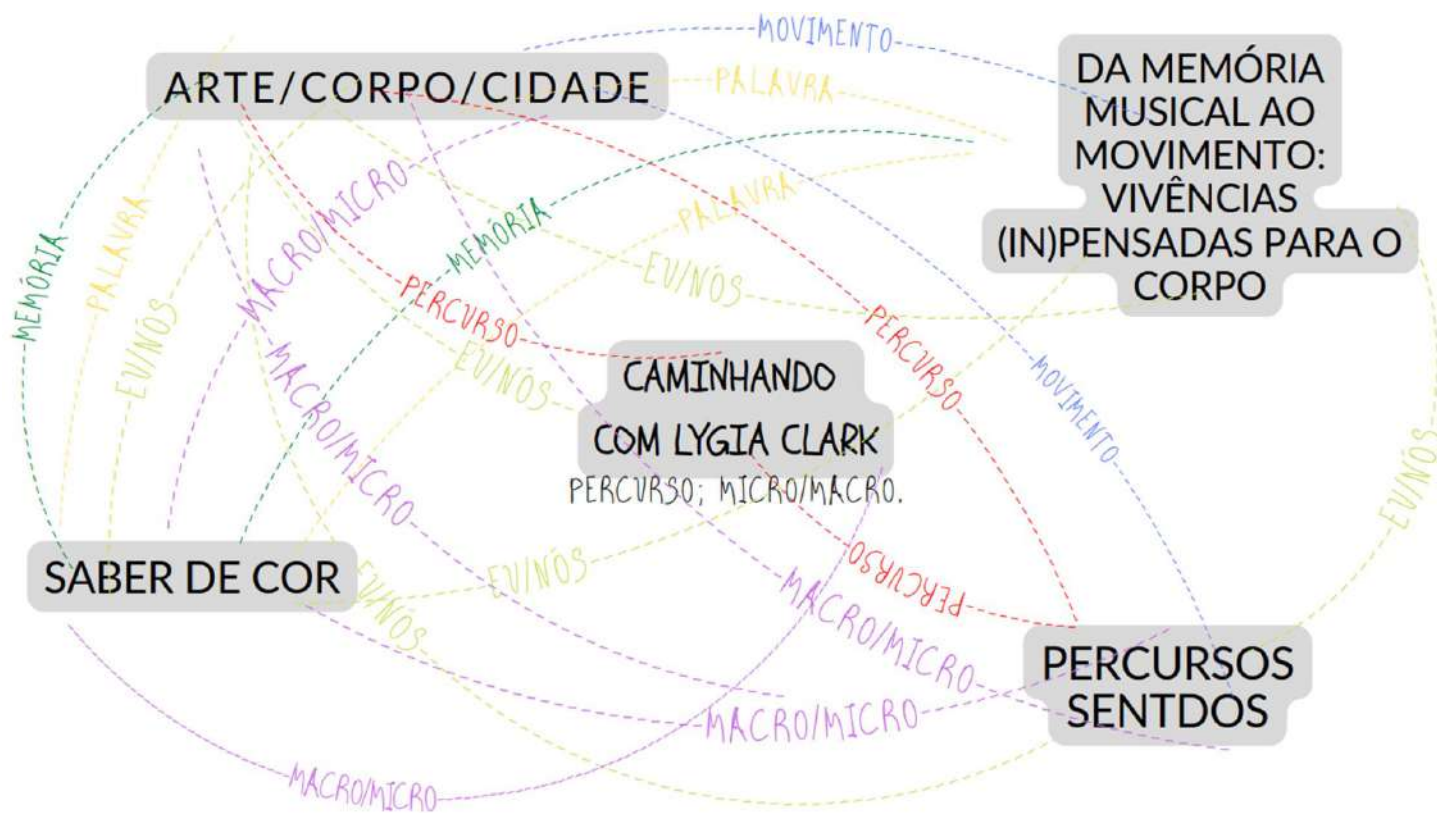 MOVIMENTO
ARTE/CORPO/CIDADE
PALAVRA
DA MEMÓRIA
MUSICAL AO
MOVIMENTO:
VIVÊNCIAS
(IN)PENSADAS PARA O
CORPO
MACRO/MICRO
PALAVRA
MEMÓRIA
MEMÓRIA
PALAVRA
EU/NÓS
EU/NÓS
PERCURSO
PERCURSO
MACRO/MICRO
EU/NÓS
CAMINHANDO
COM LYGIA CLARK
PERCURSO; MICRO/MACRO.
MOVIMENTO
EU/NÓS
SABER DE COR
EU/NÓS
EU/NÓS
PERCURSO
MACRO/MICRO
PERCURSOS
SENTDOS
MACRO/MICRO
MACRO/MICRO